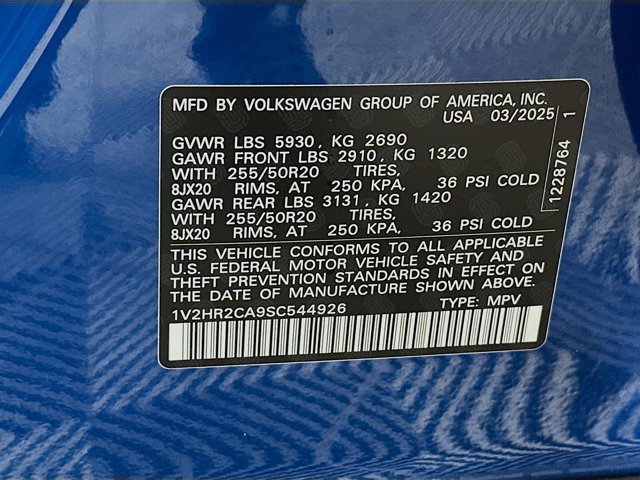 MFD BY VOLKSWAGEN GROUP OF AMERICA, INC.
USA 03/2025
GVWR LBS 5930, KG 2690
GAWR FRONT LBS 2910, KG 1320
WITH 255/50R20 TIRES,
8JX20 RIMS, AT 250 KPA, 36 PSI COLD
GAWR REAR LBS 3131, KG 1420
WITH 255/50R20 TIRES,
8JX20 RIMS, AT 250 KPA, 36 PSI COLD
THIS VEHICLE CONFORMS TO ALL APPLICABLE
U.S. FEDERAL MOTOR VEHICLE SAFETY AND
THEFT PREVENTION STANDARDS IN EFFECT ON
THE DATE OF MANUFACTURE SHOWN ABOVE.
1V2HR2CA9SC544926 TYPE: MPV
1228764 1